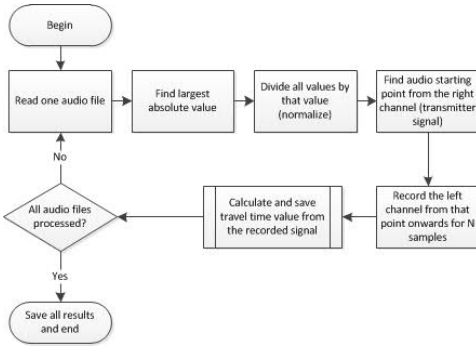 Begin
Read one audio file
Find largest
absolute value
Divide all values by
that value
(normalize)
Find audio starting
point from the right
channel (transmitter
signal)
Record the left
channel from that
point onwards for N
samples
Calculate and save
travel time value from
the recorded signal
All audio files
processed?
No
Yes
Save all results
and end